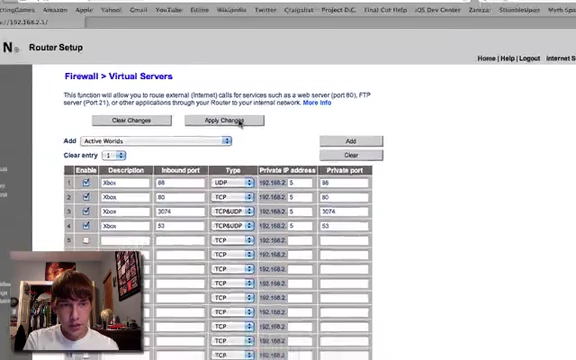 Amazon Apple Yahoo! Gmail Ellen Wikipedia Twitter Craigslist Project D.C. Final Cut Help iOS Dev Center Zareza: StumbleUpon
://192.168.2.1/
N Router Setup
Home | Help | Logout Internet S
Firewall > Virtual Servers
This function will allow you to route external (Internet) calls for services such as a web server (port 80), FTP
server (Port 21), or other applications through your Router to your internal network. More Info
Clear Changes Apply Changes
Add Active Worlds Add
Clear entry 1 Clear
Enable Description Inbound port Type Private IP address Private port
1 Xbox 88 UDP 192.168.2. 5 88
2 Xbox 80 TCP 192.168.2. 5 80
3 Xbox 3074 TCP&UDP 192.168.2. 5 3074
4 Xbox 53 TCP&UDP 192.168.2. 5 53
5 TCP 192.168.2.
TCP 192.168.2.
TCP 192.168.2.
TCP 192.168.2.
TCP 192.168.2.
TCP 192.168.2.
TCP 192.168.2.
TCP 192.168.2.
TCP 192.168.2.